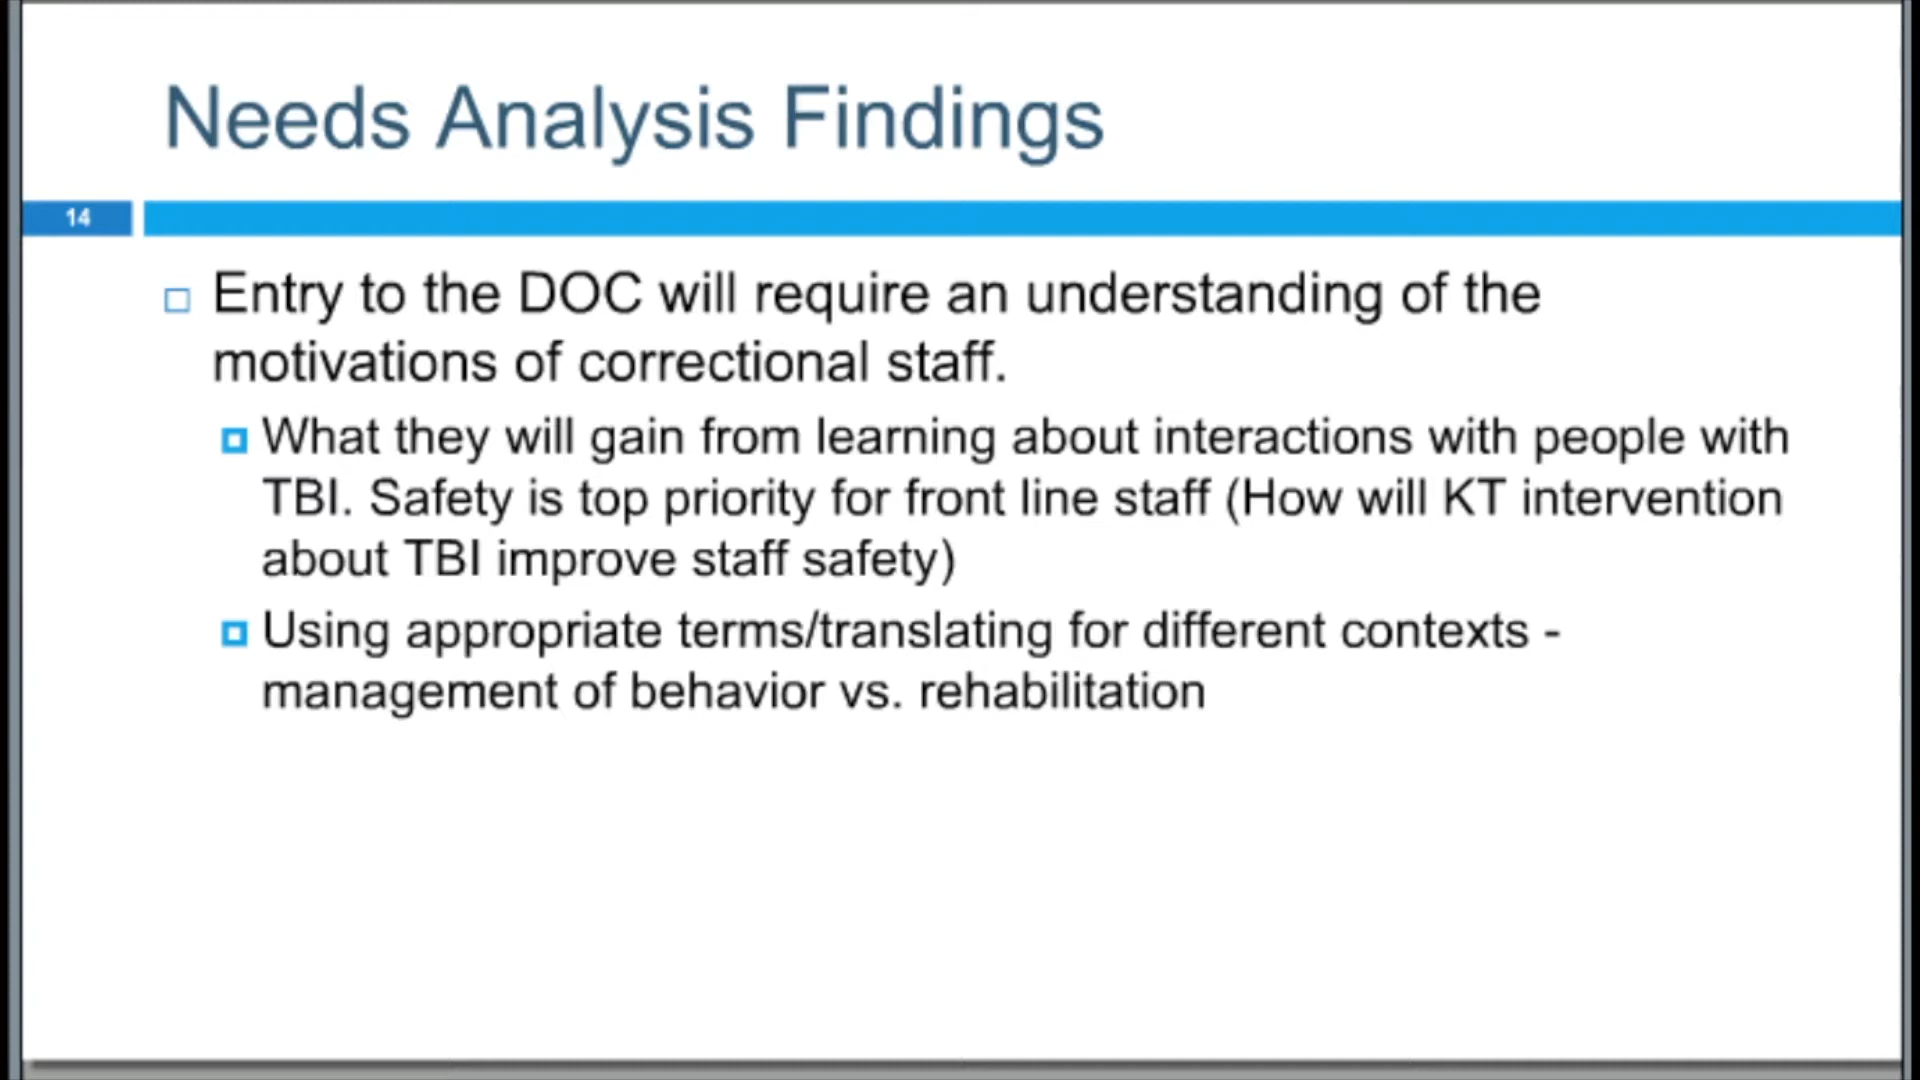 Needs Analysis Findings
14
Entry to the DOC will require an understanding of the
motivations of correctional staff.
What they will gain from learning about interactions with people with
TBI. Safety is top priority for front line staff (How will KT intervention
about TBI improve staff safety)
Using appropriate terms/translating for different contexts -
management of behavior vs. rehabilitation